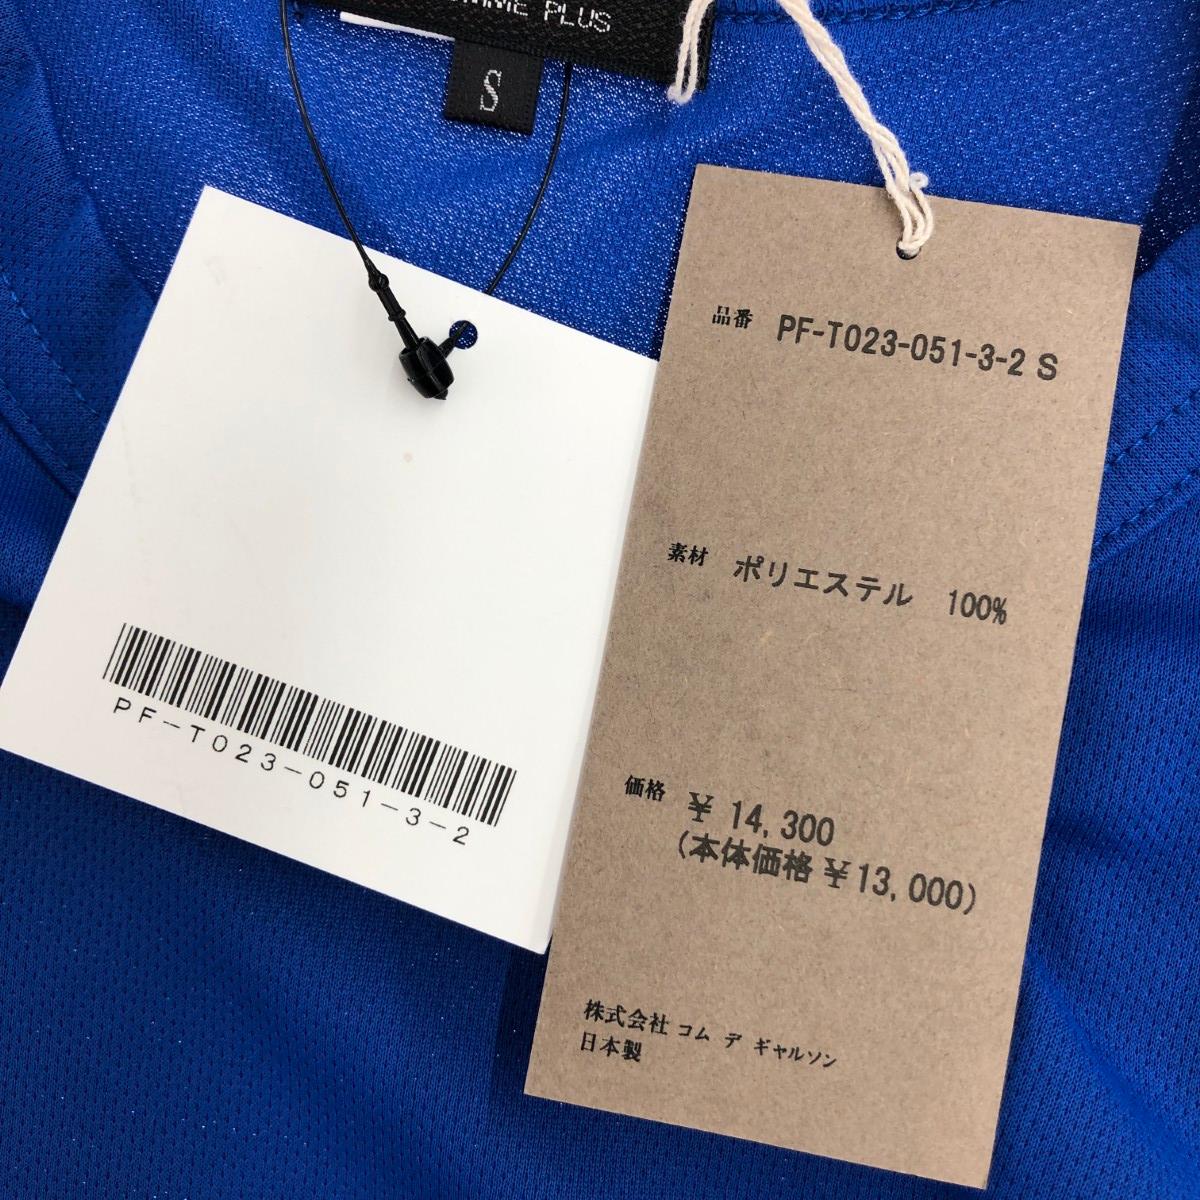 PLUS
S
品番 PF-T023-051-3-2 S
素材 ポリエステル 100%
価格 ¥ 14,300
(本体価格 ¥13,000)
株式会社 コム デ ギャルソン
日本製
PF-T023-051-3-2